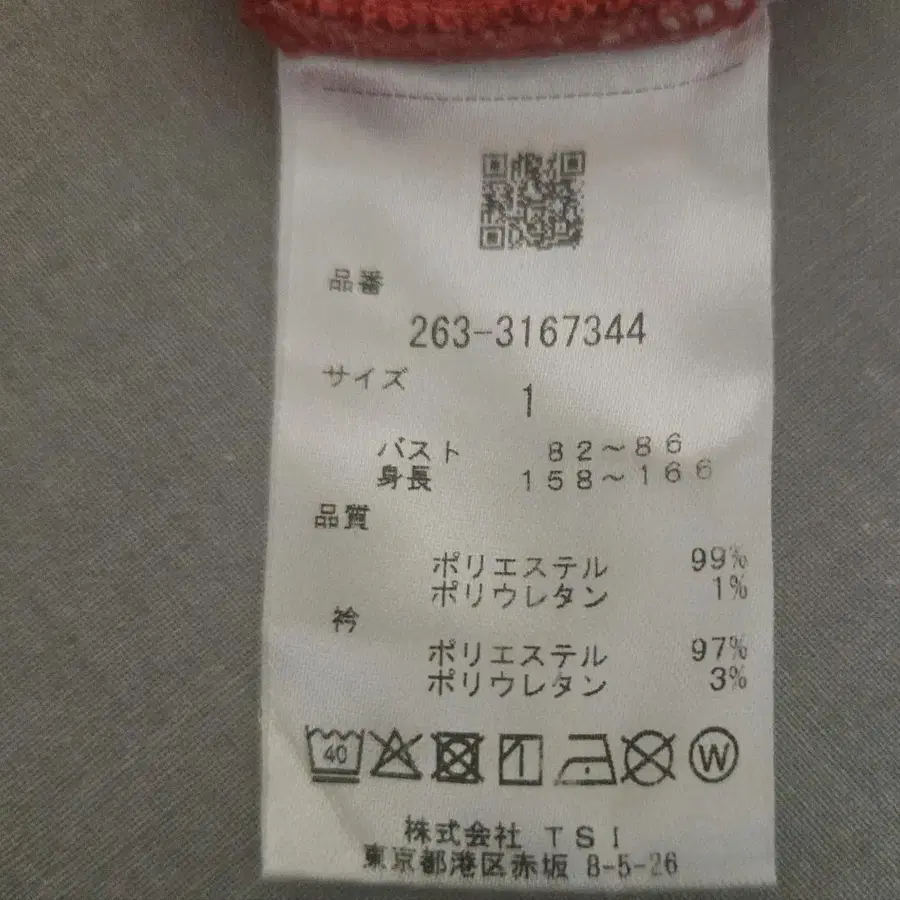 品番
263-3167344
サイズ
1
バスト 82~86
身長 158~166
品質
ポリエステル 99%
ポリウレタン 1%
衿
ポリエステル 97%
ポリウレタン 3%
40
W
株式会社 TSI
東京都港区赤坂 8-5-26